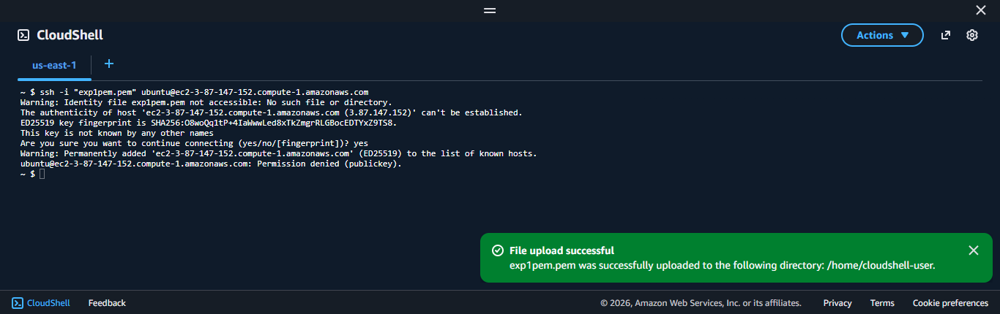 CloudShell
Actions
us-east-1
~ $ ssh -i "exp1pem.pem" ubuntu@ec2-3-87-147-152.compute-1.amazonaws.com
Warning: Identity file exp1pem.pem not accessible: No such file or directory.
The authenticity of host 'ec2-3-87-147-152.compute-1.amazonaws.com (3.87.147.152)' can't be established.
ED25519 key fingerprint is SHA256:O8woQq1tP+4IaWwwLed8xTkZmgrRLGBocEDTYxZ9TS8.
This key is not known by any other names
Are you sure you want to continue connecting (yes/no/[fingerprint])? yes
Warning: Permanently added 'ec2-3-87-147-152.compute-1.amazonaws.com' (ED25519) to the list of known hosts.
ubuntu@ec2-3-87-147-152.compute-1.amazonaws.com: Permission denied (publickey).
~ $
File upload successful
exp1pem.pem was successfully uploaded to the following directory: /home/cloudshell-user.
CloudShell Feedback © 2026, Amazon Web Services, Inc. or its affiliates. Privacy Terms Cookie preferences